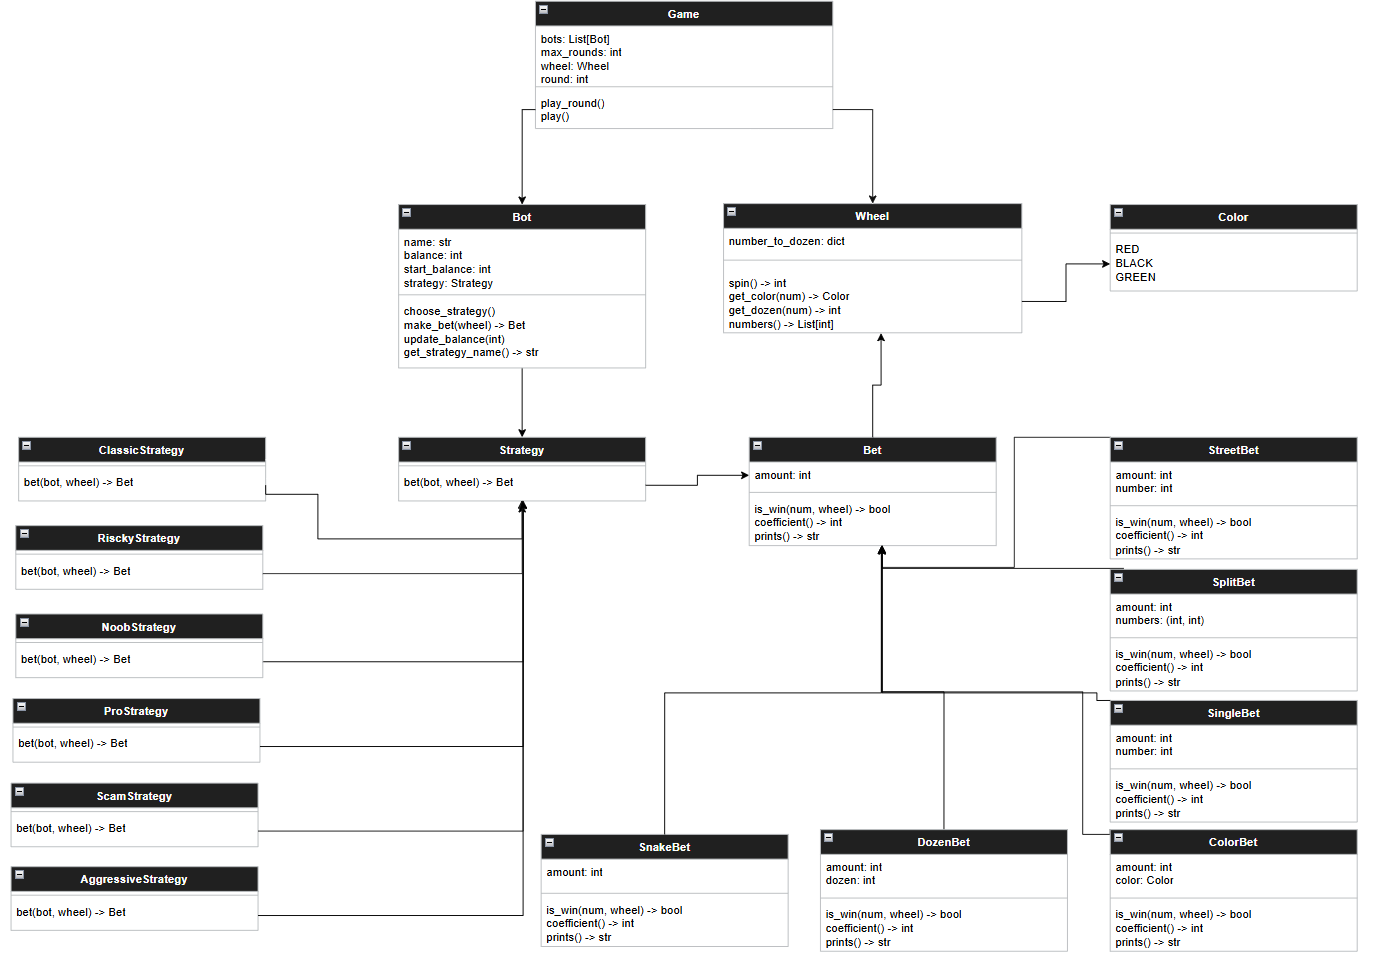 Game
bots: List[Bot]
max_rounds: int
wheel: Wheel
round: int
play_round()
play()
Bot
name: str
balance: int
start_balance: int
strategy: Strategy
choose_strategy()
make_bet(wheel) -> Bet
update_balance(int)
get_strategy_name() -> str
Wheel
number_to_dozen: dict
spin() -> int
get_color(num) -> Color
get_dozen(num) -> int
numbers() -> List[int]
Color
RED
BLACK
GREEN
ClassicStrategy
bet(bot, wheel) -> Bet
Strategy
bet(bot, wheel) -> Bet
Bet
amount: int
is_win(num, wheel) -> bool
coefficient() -> int
prints() -> str
StreetBet
amount: int
number: int
is_win(num, wheel) -> bool
coefficient() -> int
prints() -> str
RisckyStrategy
bet(bot, wheel) -> Bet
SplitBet
amount: int
numbers: (int, int)
is_win(num, wheel) -> bool
coefficient() -> int
prints() -> str
NoobStrategy
bet(bot, wheel) -> Bet
ProStrategy
bet(bot, wheel) -> Bet
SingleBet
amount: int
number: int
is_win(num, wheel) -> bool
coefficient() -> int
prints() -> str
ScamStrategy
bet(bot, wheel) -> Bet
AggressiveStrategy
bet(bot, wheel) -> Bet
SnakeBet
amount: int
is_win(num, wheel) -> bool
coefficient() -> int
prints() -> str
DozenBet
amount: int
dozen: int
is_win(num, wheel) -> bool
coefficient() -> int
prints() -> str
ColorBet
amount: int
color: Color
is_win(num, wheel) -> bool
coefficient() -> int
prints() -> str